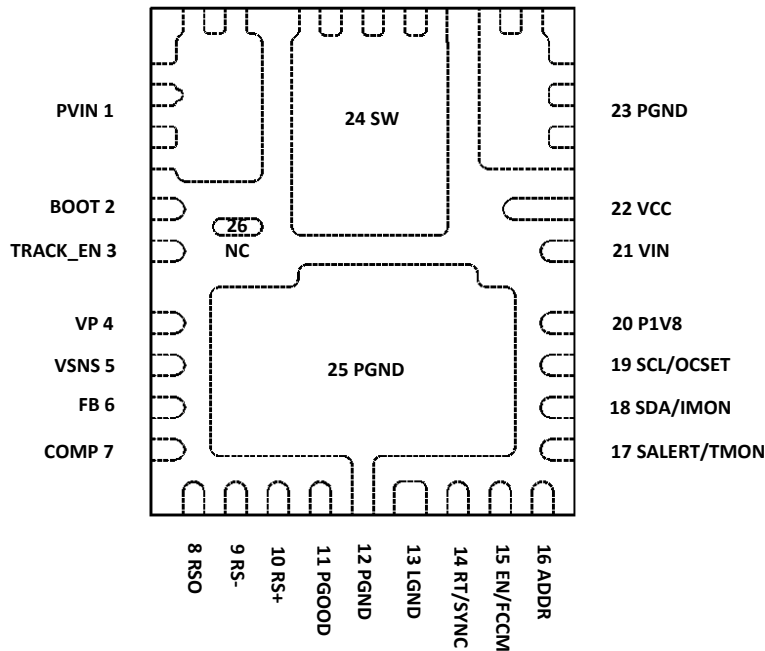 PVIN 1
24 SW
23 PGND
BOOT 2
26
22 VCC
TRACK_EN 3
NC
21 VIN
VP 4
20 P1V8
VSNS 5
25 PGND
19 SCL/OCSET
FB 6
18 SDA/IMON
COMP 7
17 SALERT/TMON
8 RSO
9 RS-
10 RS+
11 PGOOD
12 PGND
13 LGND
14 RT/SYNC
15 EN/FCCM
16 ADDR